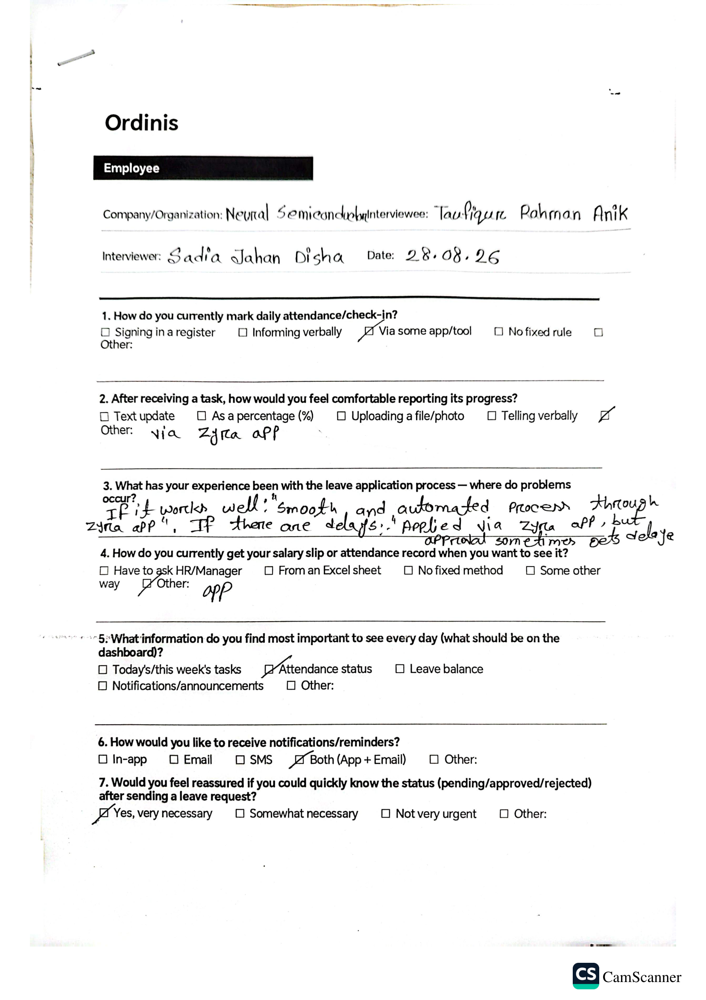 Ordinis
Employee
Company/Organization: Neural Semiconductor Interviewee: Taufiqur Rahman Anik
Interviewer: Sadia Jahan Disha Date: 28.08.26
1. How do you currently mark daily attendance/check-in?
☐ Signing in a register ☐ Informing verbally ☑ Via some app/tool ☐ No fixed rule ☐
Other:
2. After receiving a task, how would you feel comfortable reporting its progress?
☐ Text update ☐ As a percentage (%) ☐ Uploading a file/photo ☐ Telling verbally ☑
Other: via zyra app
3. What has your experience been with the leave application process — where do problems
occur?
If it works well: "smooth and automated process through
zyra app". If there are delays: "Applied via zyra app, but
approval sometimes gets delaye
4. How do you currently get your salary slip or attendance record when you want to see it?
☐ Have to ask HR/Manager ☐ From an Excel sheet ☐ No fixed method ☐ Some other
way ☑ Other: app
5. What information do you find most important to see every day (what should be on the
dashboard)?
☐ Today's/this week's tasks ☑ Attendance status ☐ Leave balance
☐ Notifications/announcements ☐ Other:
6. How would you like to receive notifications/reminders?
☐ In-app ☐ Email ☐ SMS ☑ Both (App + Email) ☐ Other:
7. Would you feel reassured if you could quickly know the status (pending/approved/rejected)
after sending a leave request?
☑ Yes, very necessary ☐ Somewhat necessary ☐ Not very urgent ☐ Other:
CS CamScanner